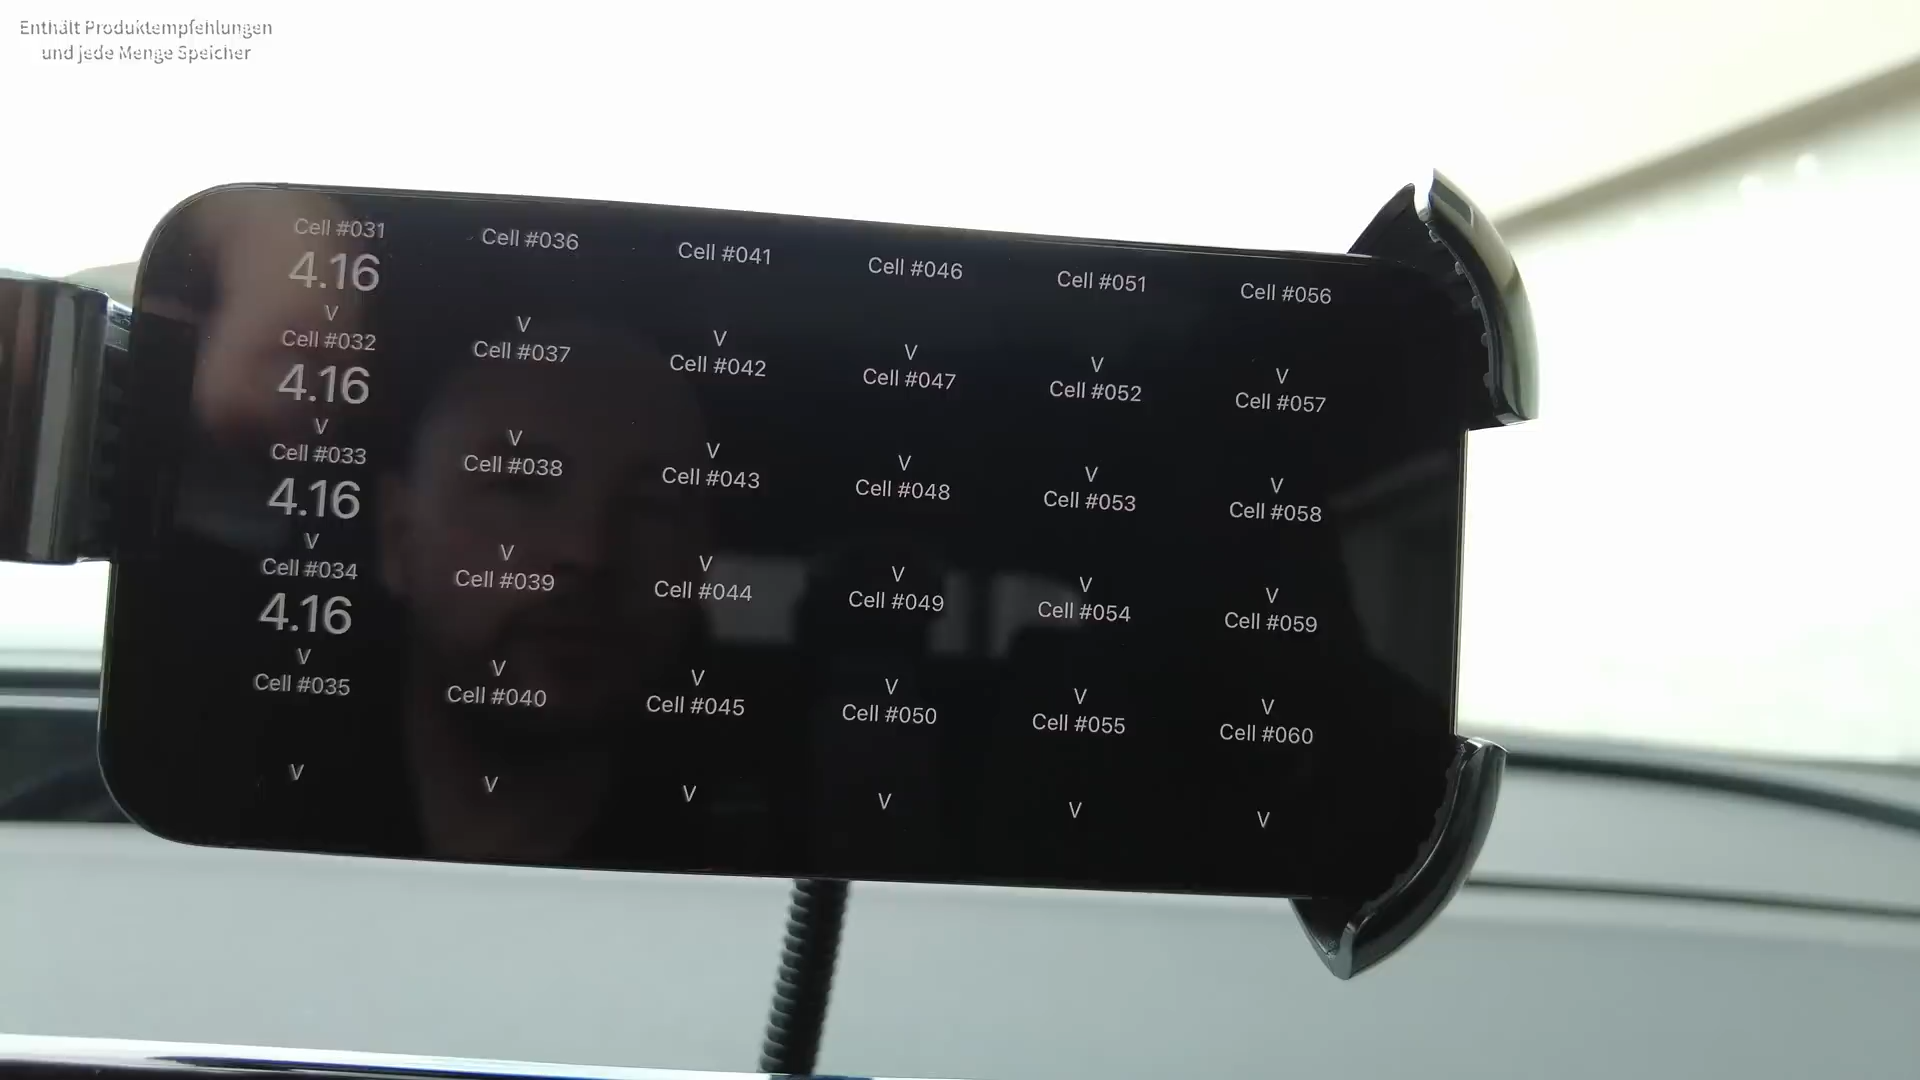 Enthält Produktempfehlungen
und jede Menge Speicher
Cell #031
4.16
V
Cell #032
4.16
V
Cell #033
4.16
V
Cell #034
4.16
V
Cell #035
V
Cell #036
V
Cell #037
V
Cell #038
V
Cell #039
V
Cell #040
V
Cell #041
V
Cell #042
V
Cell #043
V
Cell #044
V
Cell #045
V
Cell #046
V
Cell #047
V
Cell #048
V
Cell #049
V
Cell #050
V
Cell #051
V
Cell #052
V
Cell #053
V
Cell #054
V
Cell #055
V
Cell #056
V
Cell #057
V
Cell #058
V
Cell #059
V
Cell #060
V